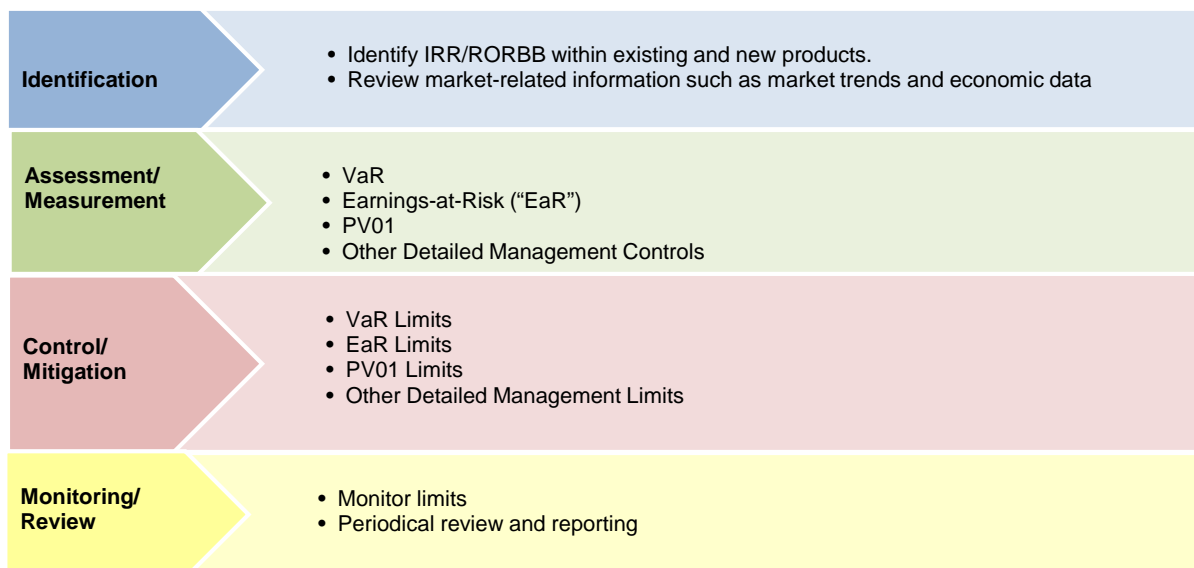 Identification
• Identify IRR/RORBB within existing and new products.
• Review market-related information such as market trends and economic data
Assessment/
Measurement
• VaR
• Earnings-at-Risk (“EaR”)
• PV01
• Other Detailed Management Controls
Control/
Mitigation
• VaR Limits
• EaR Limits
• PV01 Limits
• Other Detailed Management Limits
Monitoring/
Review
• Monitor limits
• Periodical review and reporting